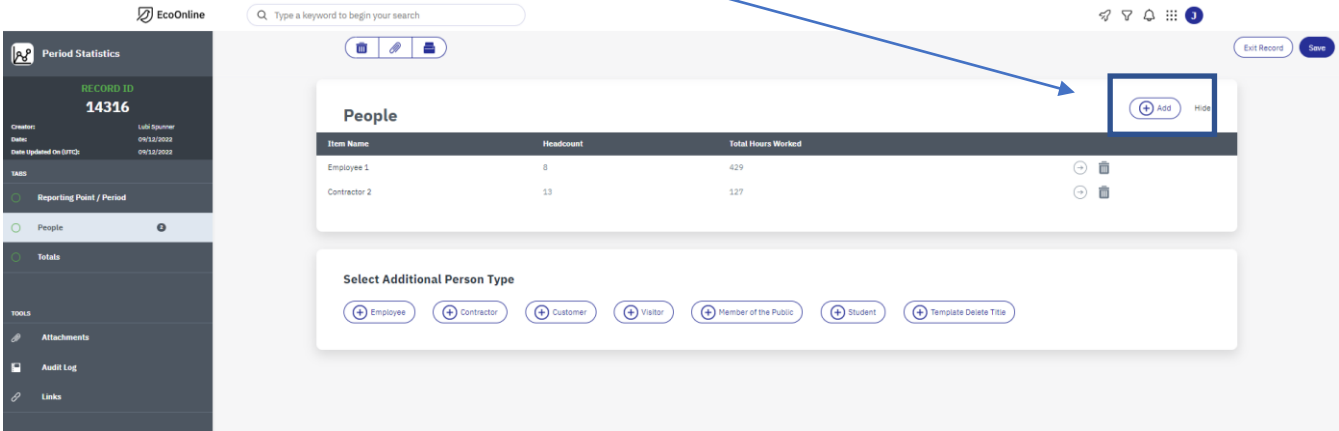 EcoOnline
Type a keyword to begin your search
J
Period Statistics
RECORD ID
14316
Creator: Lubi Spunner
Date: 09/12/2022
Date Updated On (UTC): 09/12/2022
TABS
Reporting Point / Period
People 2
Totals
TOOLS
Attachments
Audit Log
Links
Exit Record Save
People
Add Hide
Item Name Headcount Total Hours Worked
Employee 1 8 429
Contractor 2 13 127
Select Additional Person Type
Employee Contractor Customer Visitor Member of the Public Student Template Delete Title